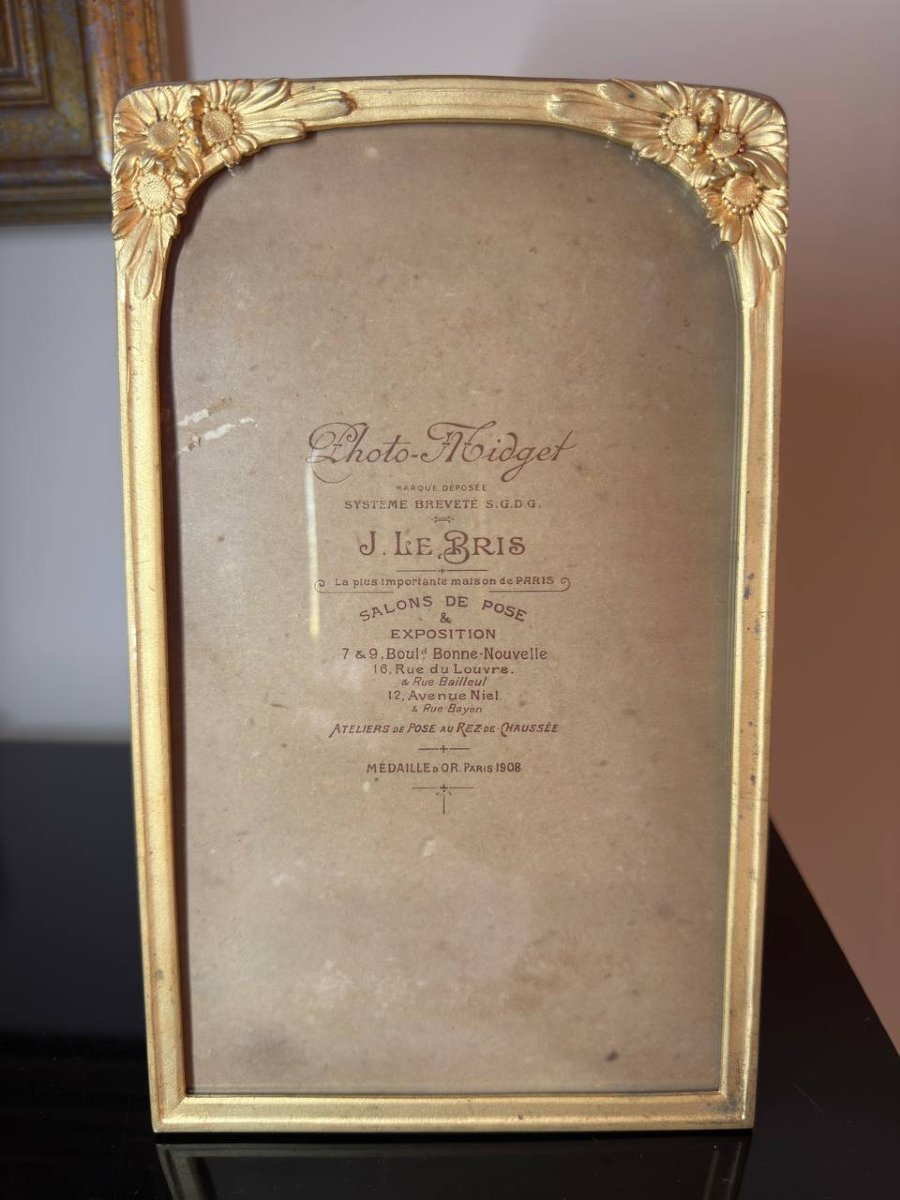 Photo-Midget
MARQUE DÉPOSÉE
SYSTÈME BREVETÉ S.G.D.G.
J. LE BRIS
La plus importante maison de PARIS
SALONS DE POSE
&
EXPOSITION
7 & 9, Boulᵈ Bonne-Nouvelle
16, Rue du Louvre.
& Rue Bailleul
12, Avenue Niel
& Rue Bayen
ATELIERS DE POSE AU REZ-DE-CHAUSSÉE
MÉDAILLE D'OR. PARIS 1908